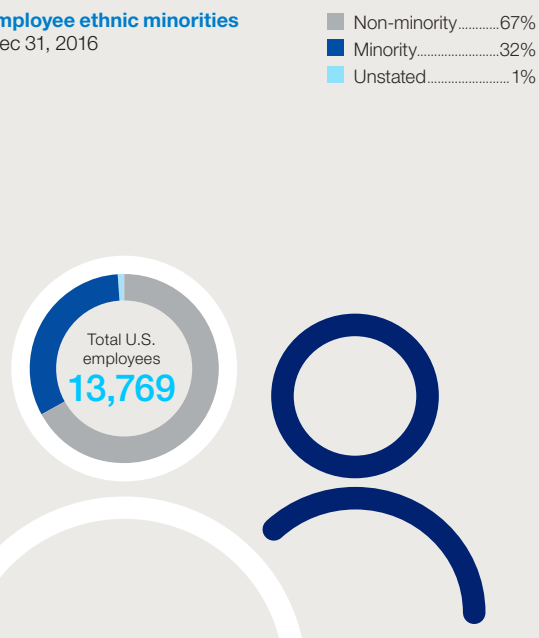 mployee ethnic minorities
ec 31, 2016
Non-minority...........67%
Minority......................32%
Unstated......................1%
Total U.S.
employees
13,769